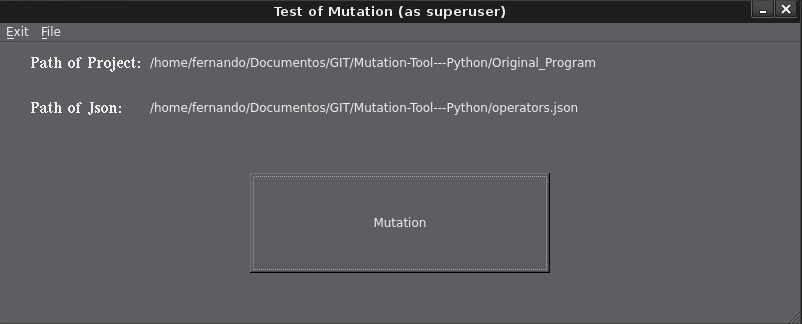 Test of Mutation (as superuser)
Exit File
Path of Project: /home/fernando/Documentos/GIT/Mutation-Tool---Python/Original_Program
Path of Json: /home/fernando/Documentos/GIT/Mutation-Tool---Python/operators.json
Mutation